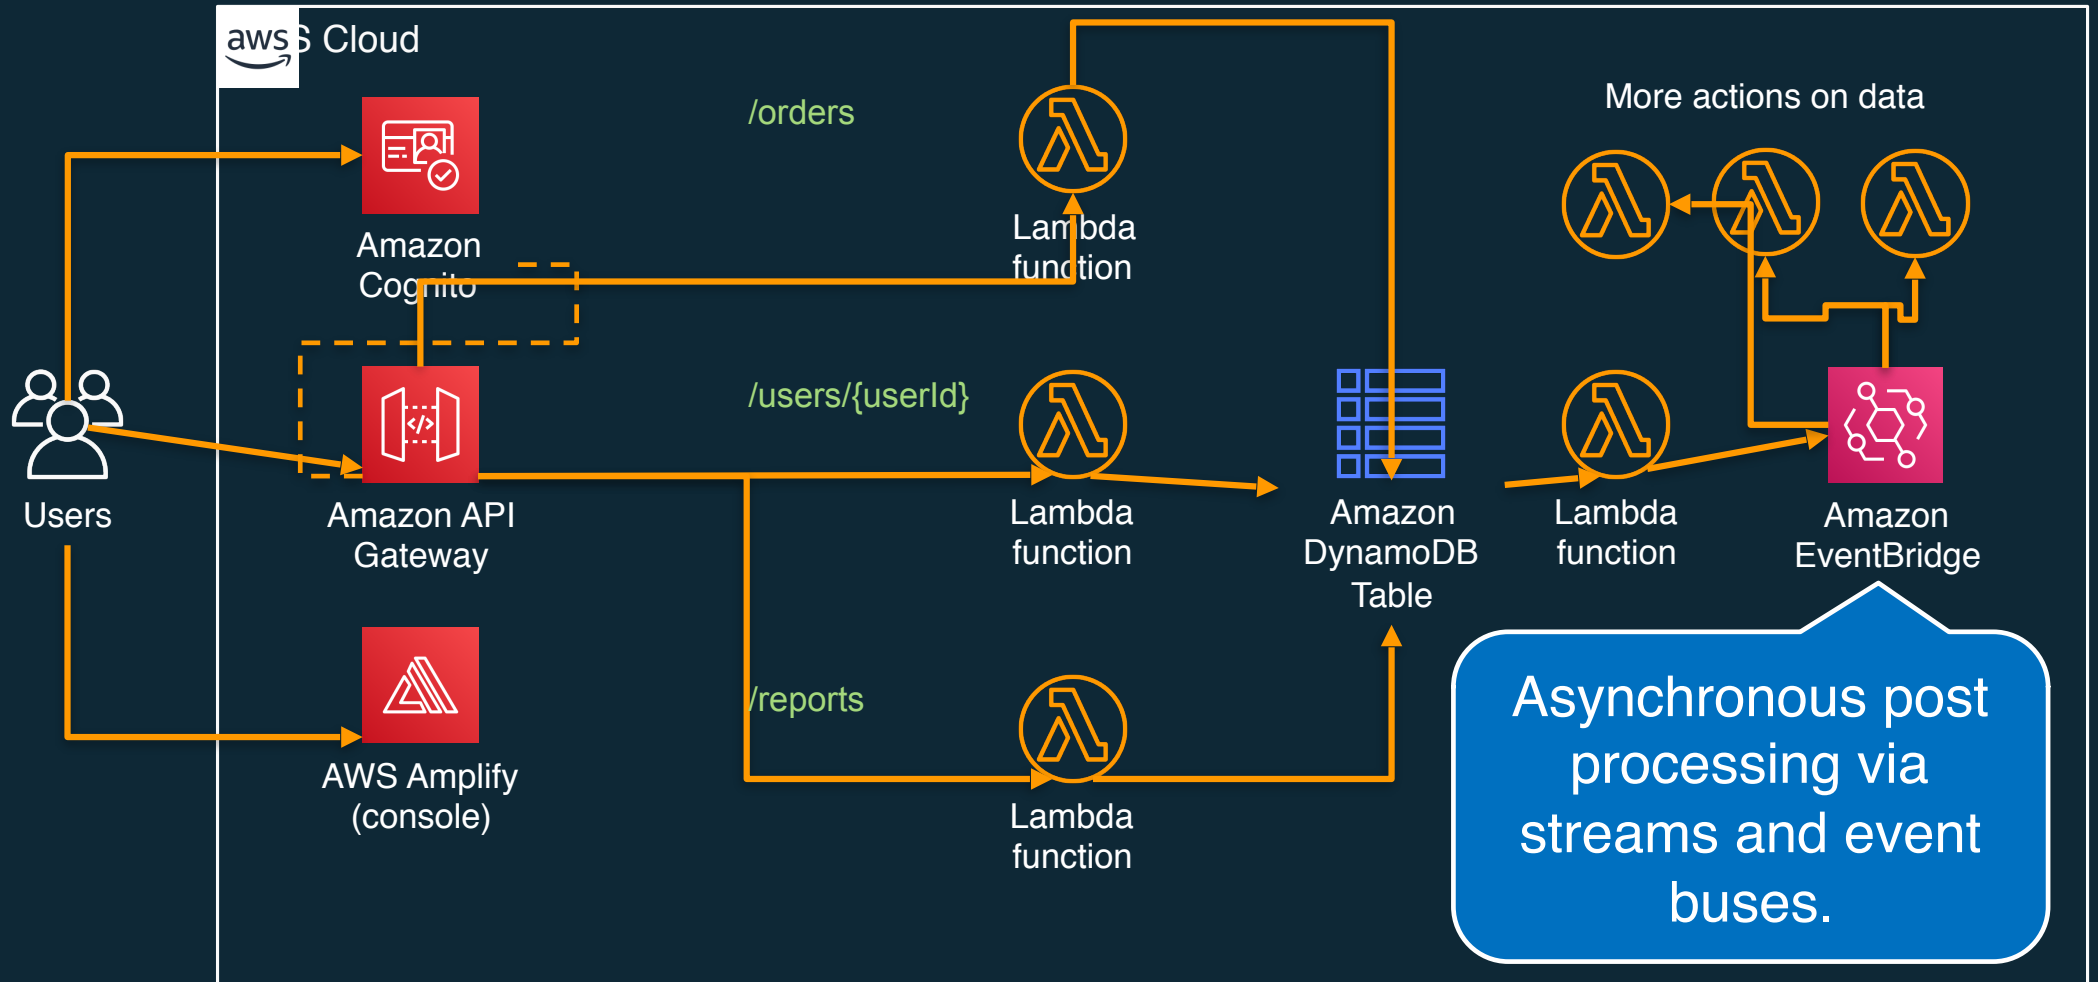 aws
S Cloud
/orders
More actions on data
Amazon
Cognito
Lambda
function
/users/{userId}
</>
Users
Amazon API
Gateway
Lambda
function
Amazon
DynamoDB
Table
Lambda
function
Amazon
EventBridge
/reports
AWS Amplify
(console)
Lambda
function
Asynchronous post
processing via
streams and event
buses.